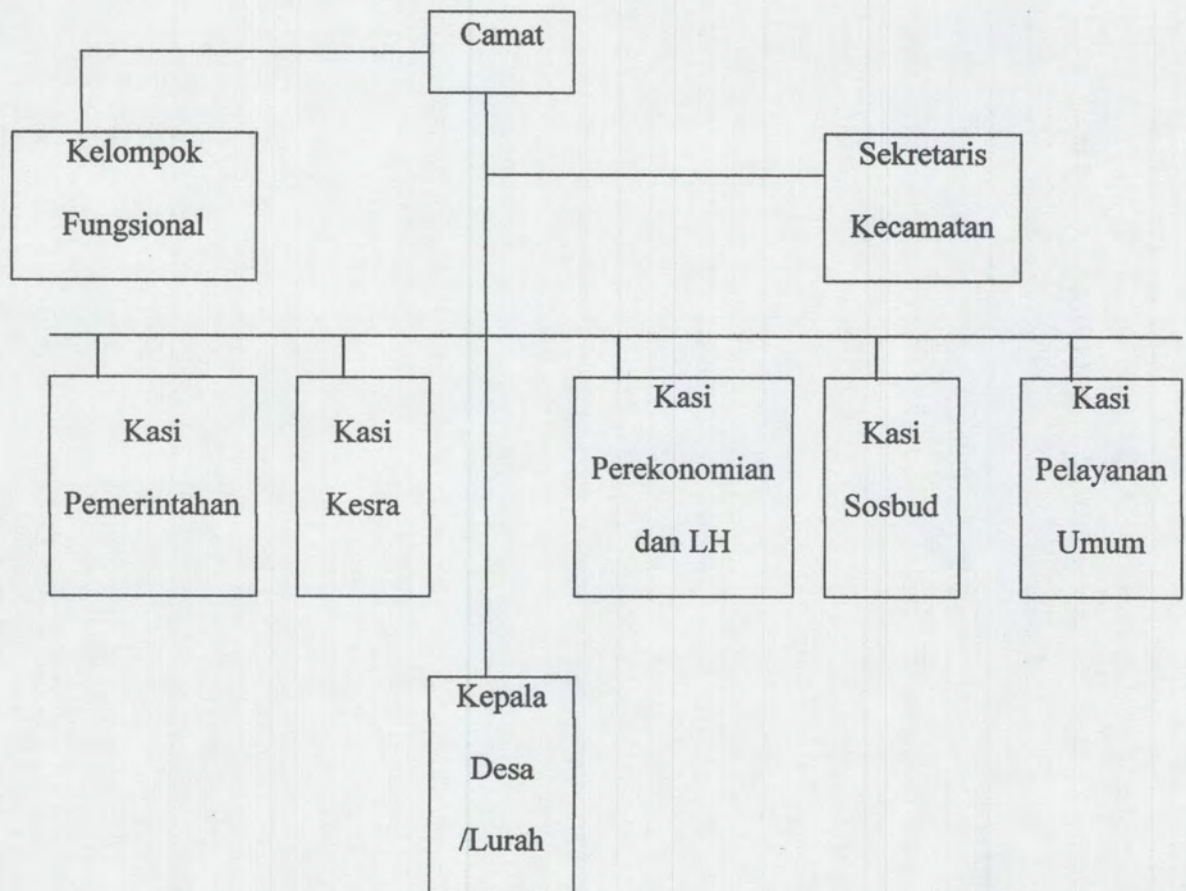 Camat
Kelompok
Fungsional
Sekretaris
Kecamatan
Kasi
Pemerintahan
Kasi
Kesra
Kasi
Perekonomian
dan LH
Kasi
Sosbud
Kasi
Pelayanan
Umum
Kepala
Desa
/Lurah